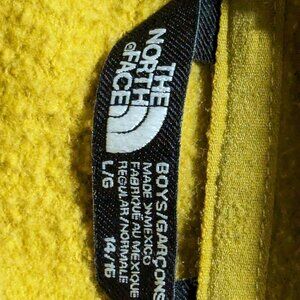 THE
NORTH
FACE
BOYS/GARÇONS
MADE IN MEXICO
FABRIQUÉ AU MEXIQUE
REGULAR/NORMALE
L/G 14/16